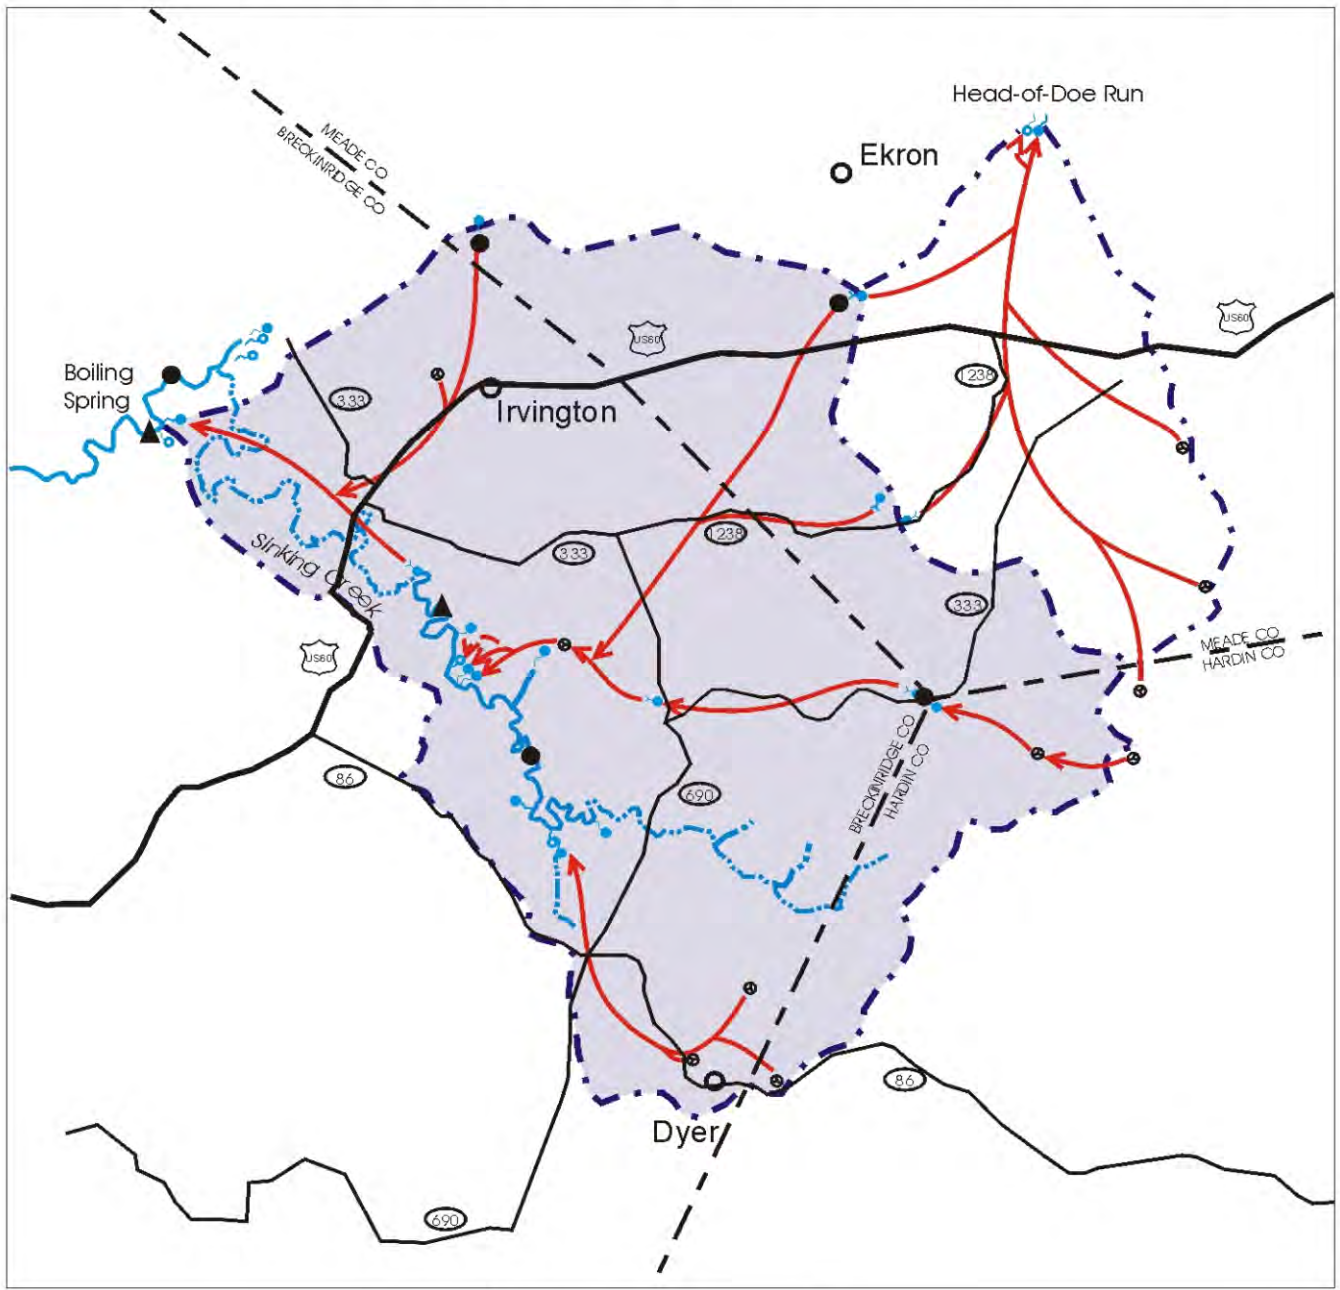 Head-of-Doe Run
Ekron
MEADE CO
BRECKINRIDGE CO
US60
US60
Boiling
Spring
333
1238
Irvington
1238
333
Sinking Creek
333
US60
MEADE CO
HARDIN CO
BRECKINRIDGE CO
HARDIN CO
86
690
86
Dyer
690